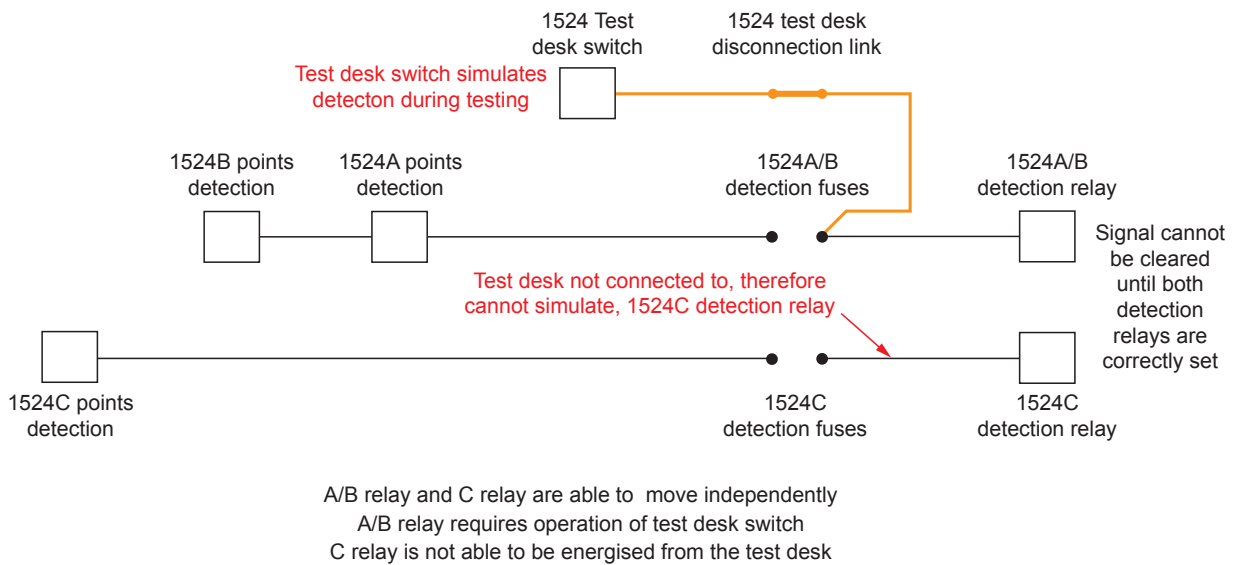 1524 Test
desk switch
1524 test desk
disconnection link
Test desk switch simulates
detecton during testing
1524B points
detection
1524A points
detection
1524A/B
detection fuses
1524A/B
detection relay
Signal cannot
be cleared
until both
detection
relays are
correctly set
Test desk not connected to, therefore
cannot simulate, 1524C detection relay
1524C points
detection
1524C
detection fuses
1524C
detection relay
A/B relay and C relay are able to move independently
A/B relay requires operation of test desk switch
C relay is not able to be energised from the test desk